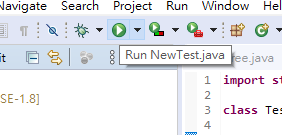 Navigate Search Project Run Window
Run NewTest.java
ee.java
SE-1.8]
1 import st
2
3 class Tes
4